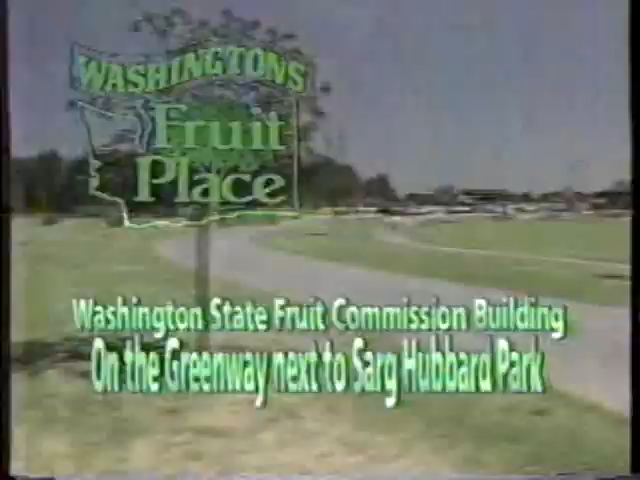 WASHINGTONS
Fruit
Place
Washington State Fruit Commission Building
On the Greenway next to Sarg Hubbard Park